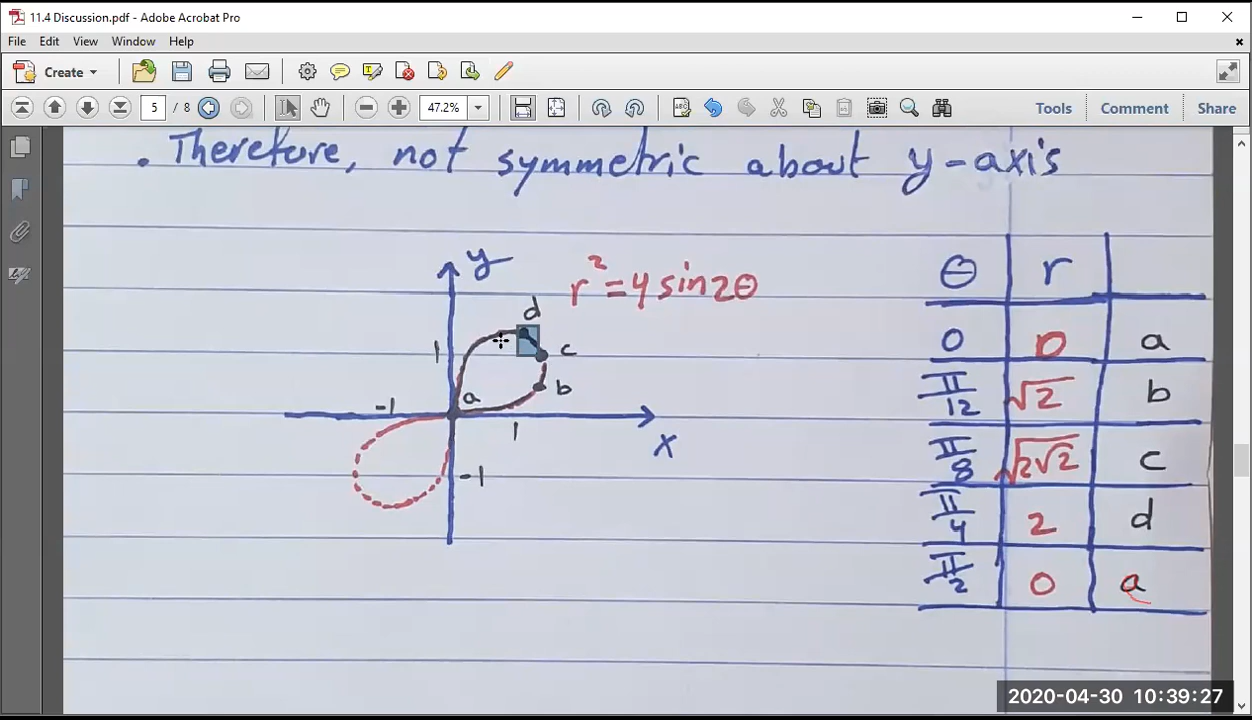 11.4 Discussion.pdf - Adobe Acrobat Pro
File Edit View Window Help
Create
5 / 8 47.2% Tools Comment Share
. Therefore, not symmetric about y-axis
y r² = 4 sin2θ
d
1 c
a b
-1 1
x
-1
θ r
0 0 a
π/12 √2 b
π/8 √(2√2) c
π/4 2 d
π/2 0 a
2020-04-30 10:39:27